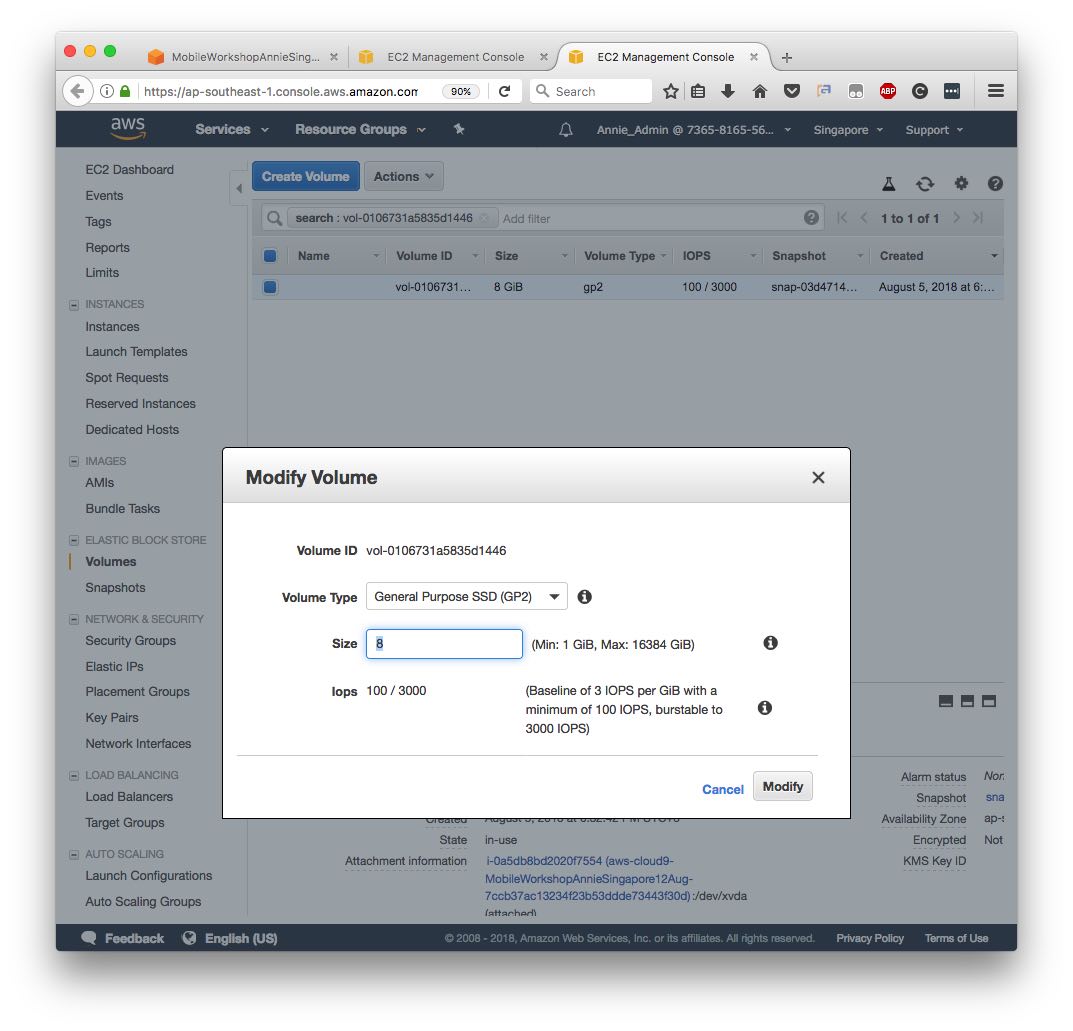 MobileWorkshopAnnieSing...
EC2 Management Console
EC2 Management Console
https://ap-southeast-1.console.aws.amazon.com
90%
Search
ABP
aws
Services
Resource Groups
Annie_Admin @ 7365-8165-56...
Singapore
Support
EC2 Dashboard
Events
Tags
Reports
Limits
INSTANCES
Instances
Launch Templates
Spot Requests
Reserved Instances
Dedicated Hosts
IMAGES
AMIs
Bundle Tasks
ELASTIC BLOCK STORE
Volumes
Snapshots
NETWORK & SECURITY
Security Groups
Elastic IPs
Placement Groups
Key Pairs
Network Interfaces
LOAD BALANCING
Load Balancers
Target Groups
AUTO SCALING
Launch Configurations
Auto Scaling Groups
Create Volume
Actions
search : vol-0106731a5835d1446
Add filter
1 to 1 of 1
Name Volume ID Size Volume Type IOPS Snapshot Created
vol-0106731... 8 GiB gp2 100 / 3000 snap-03d4714... August 5, 2018 at 6:...
Modify Volume
Volume ID vol-0106731a5835d1446
Volume Type General Purpose SSD (GP2)
Size 8 (Min: 1 GiB, Max: 16384 GiB)
Iops 100 / 3000 (Baseline of 3 IOPS per GiB with a
minimum of 100 IOPS, burstable to
3000 IOPS)
Cancel
Modify
Created
State in-use
Attachment information i-0a5db8bd2020f7554 (aws-cloud9-
MobileWorkshopAnnieSingapore12Aug-
7ccb37ac13234f23b53ddde73443f30d):/dev/xvda
(attached)
Alarm status Non
Snapshot sna
Availability Zone ap-s
Encrypted Not
KMS Key ID
Feedback
English (US)
© 2008 - 2018, Amazon Web Services, Inc. or its affiliates. All rights reserved.
Privacy Policy
Terms of Use